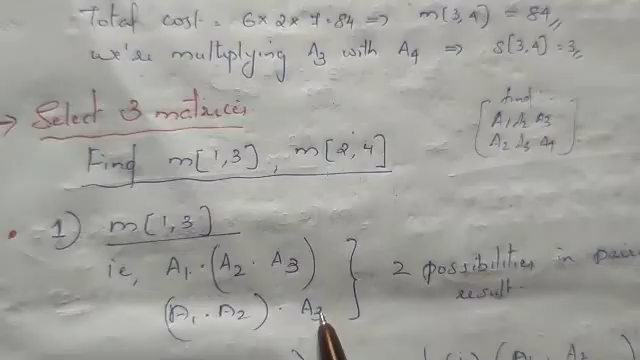 Total cost = 6 × 2 × 7 = 84 ⇒ m[3,4] = 84
we're multiplying A3 with A4 ⇒ s[3,4] = 3
→ Select 3 matrices
Find m[1,3], m[2,4]
find
A1 A2 A3
A2 A3 A4
1) m[1,3]
ie, A1 · (A2 · A3)
(A1 · A2) · A3
2 possibilities in
result.